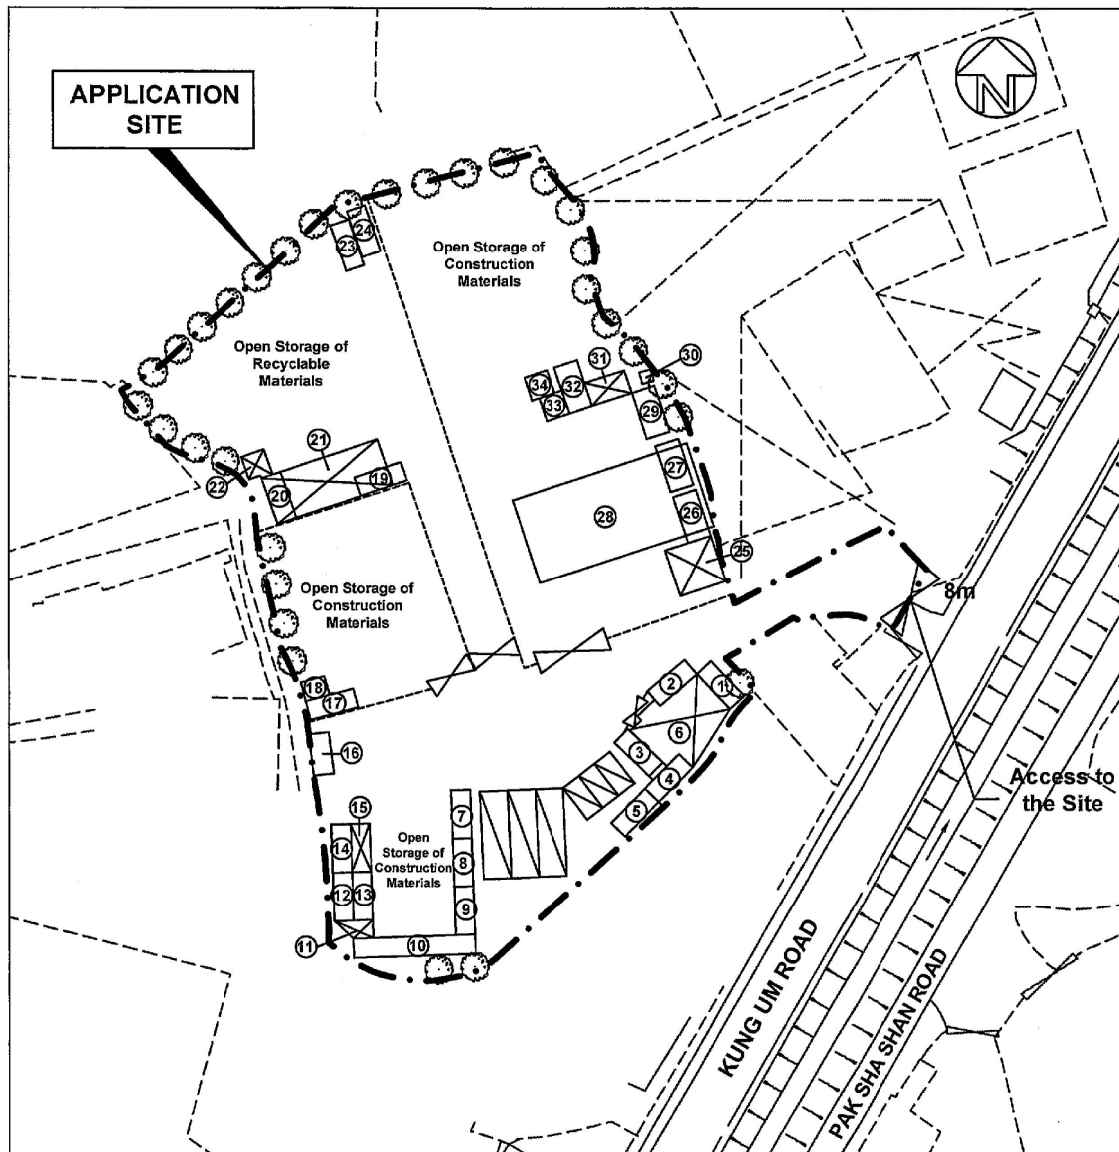 APPLICATION
SITE
N
24
23
Open Storage of
Construction
Materials
Open Storage of
Recyclable
Materials
30
31
34
32
33
29
21
27
22
20
19
28
26
25
Open Storage of
Construction
Materials
8m
18
17
2
1
6
16
3
4
5
Access to
the Site
15
7
14
Open
Storage of
Construction
Materials
8
12
13
9
11
10
KUNG UM ROAD
PAK SHA SHAN ROAD